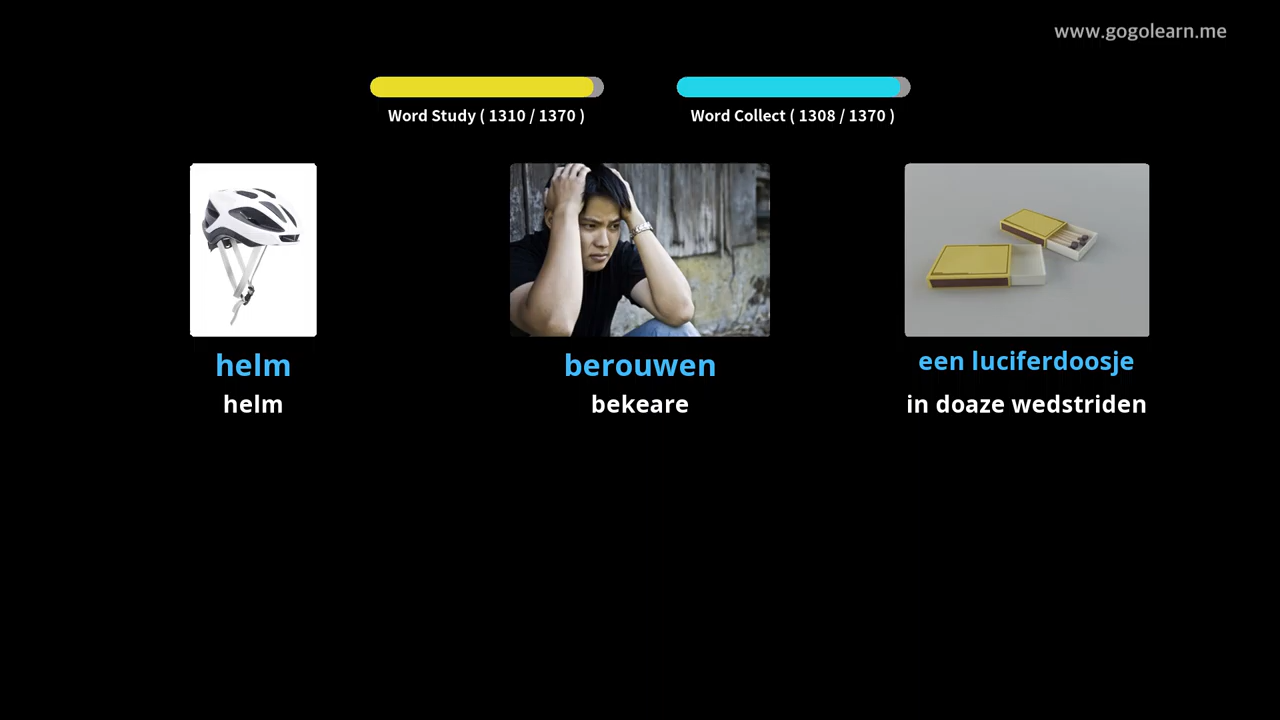 www.gogolearn.me
Word Study ( 1310 / 1370 )
Word Collect ( 1308 / 1370 )
helm
helm
berouwen
bekeare
een luciferdoosje
in doaze wedstriden